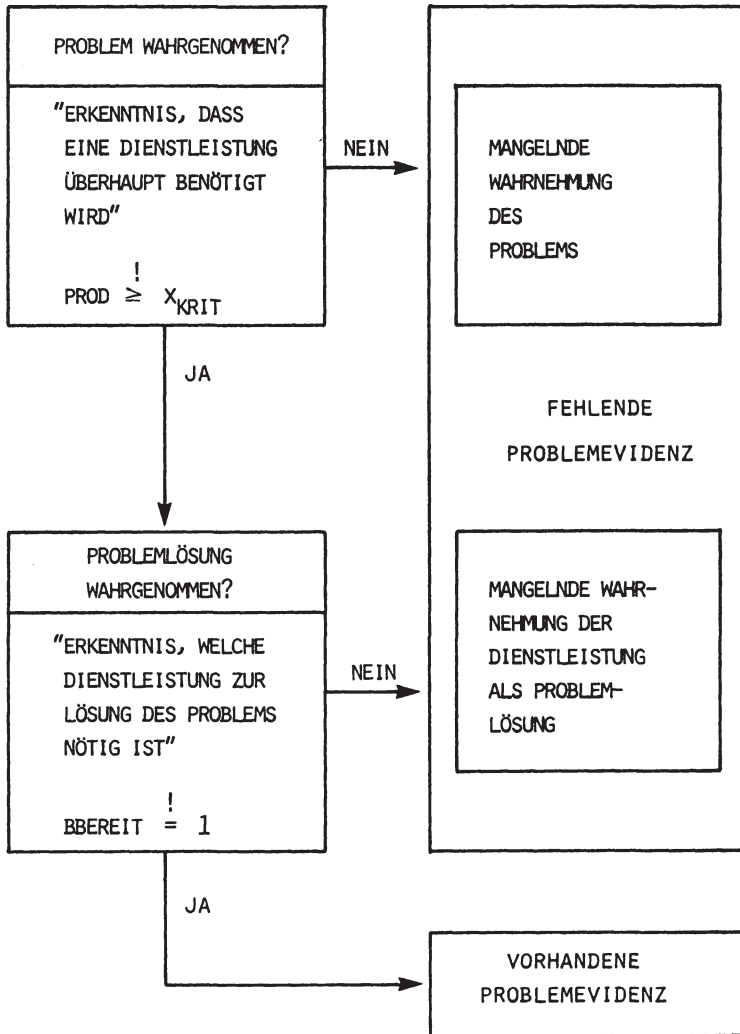 PROBLEM WAHRGENOMMEN?
"ERKENNTNIS, DASS
EINE DIENSTLEISTUNG
ÜBERHAUPT BENÖTIGT
WIRD"
!
PROD ≥ X_KRIT
NEIN
MANGELNDE
WAHRNEHMUNG
DES
PROBLEMS
JA
FEHLENDE
PROBLEMEVIDENZ
PROBLEMLÖSUNG
WAHRGENOMMEN?
"ERKENNTNIS, WELCHE
DIENSTLEISTUNG ZUR
LÖSUNG DES PROBLEMS
NÖTIG IST"
!
BBEREIT = 1
NEIN
MANGELNDE WAHR-
NEHMUNG DER
DIENSTLEISTUNG
ALS PROBLEM-
LÖSUNG
JA
VORHANDENE
PROBLEMEVIDENZ